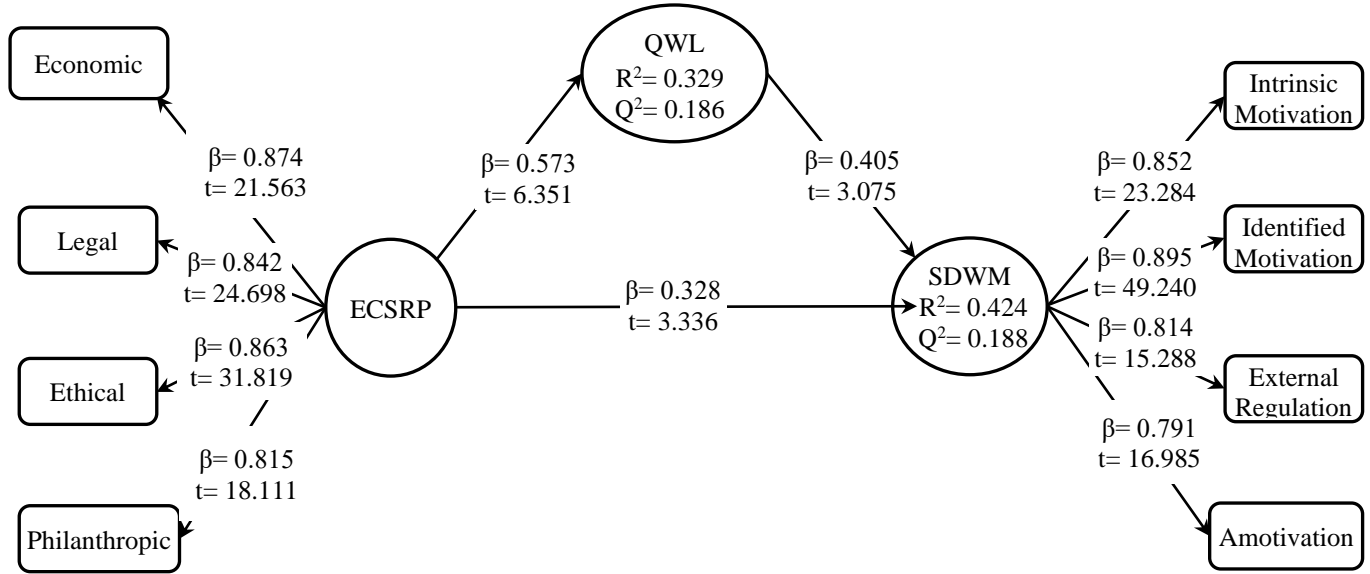 Economic
β= 0.874
t= 21.563
Legal
β= 0.842
t= 24.698
Ethical
β= 0.863
t= 31.819
Philanthropic
β= 0.815
t= 18.111
ECSRP
β= 0.573
t= 6.351
QWL
R²= 0.329
Q²= 0.186
β= 0.405
t= 3.075
β= 0.328
t= 3.336
SDWM
R²= 0.424
Q²= 0.188
β= 0.852
t= 23.284
Intrinsic
Motivation
β= 0.895
t= 49.240
Identified
Motivation
β= 0.814
t= 15.288
External
Regulation
β= 0.791
t= 16.985
Amotivation